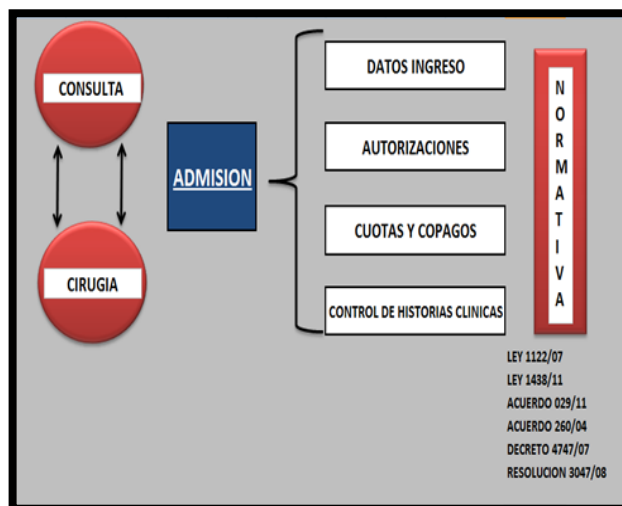 CONSULTA
CIRUGIA
ADMISION
DATOS INGRESO
AUTORIZACIONES
CUOTAS Y COPAGOS
CONTROL DE HISTORIAS CLINICAS
NORMATIVA
LEY 1122/07
LEY 1438/11
ACUERDO 029/11
ACUERDO 260/04
DECRETO 4747/07
RESOLUCION 3047/08